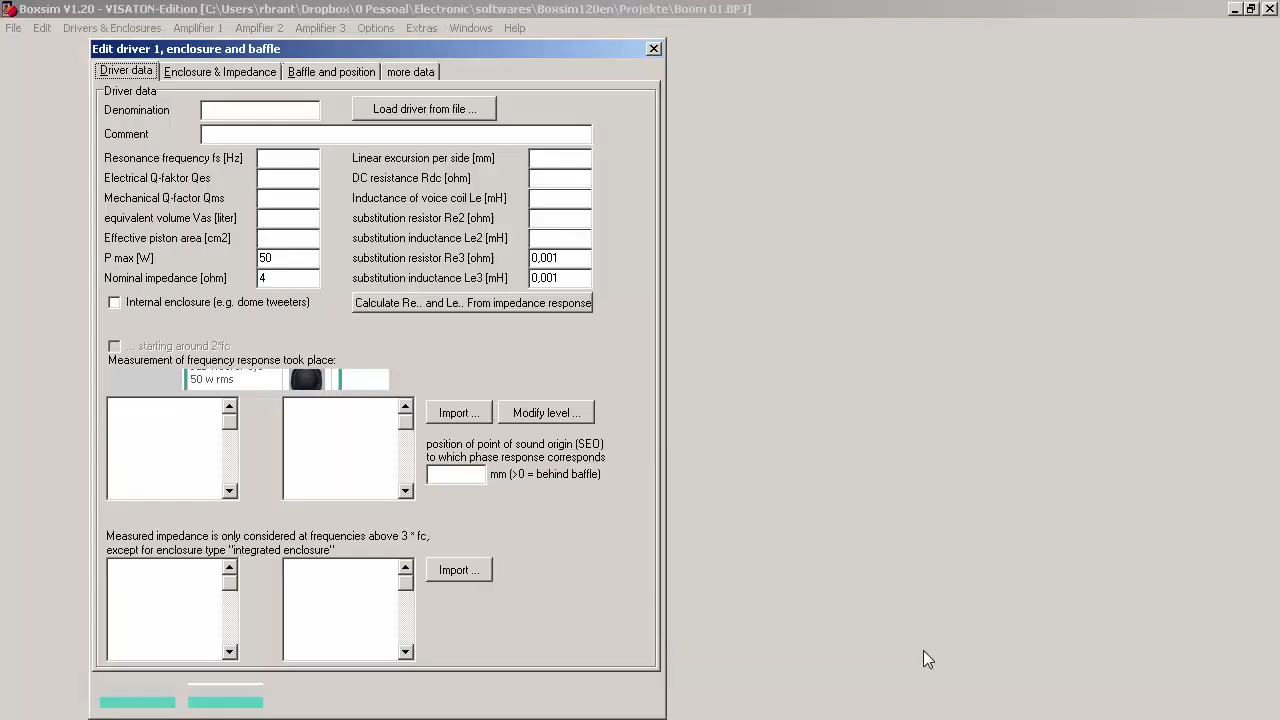 Boxsim V1.20 - VISATON-Edition [C:\Users\rbrant\Dropbox\0 Pessoal\Electronic\softwares\Boxsim120en\Projekte\Boom 01.BPJ]
File Edit Drivers & Enclosures Amplifier 1 Ampifier 2 Amplifier 3 Options Extras Windows Help
Edit driver 1, enclosure and baffle
Driver data Enclosure & Impedance Baffle and position more data
Driver data
Denomination Load driver from file ...
Comment
Resonance frequency fs [Hz] Linear excursion per side [mm]
Electrical Q-faktor Qes DC resistance Rdc [ohm]
Mechanical Q-factor Qms Inductance of voice coil Le [mH]
equivalent volume Vas [liter] substitution resistor Re2 [ohm]
Effective piston area [cm2] substitution inductance Le2 [mH]
P max [W] 50 substitution resistor Re3 [ohm] 0,001
Nominal impedance [ohm] 4 substitution inductance Le3 [mH] 0,001
Internal enclosure (e.g. dome tweeters) Calculate Re.. and Le.. From impedance response
... starting around 2*fc
Measurement of frequency response took place:
50 w rms
Import ... Modify level ...
position of point of sound origin (SEO)
to which phase response corresponds
mm (>0 = behind baffle)
Measured impedance is only considered at frequencies above 3 * fc,
except for enclosure type "integrated enclosure"
Import ...